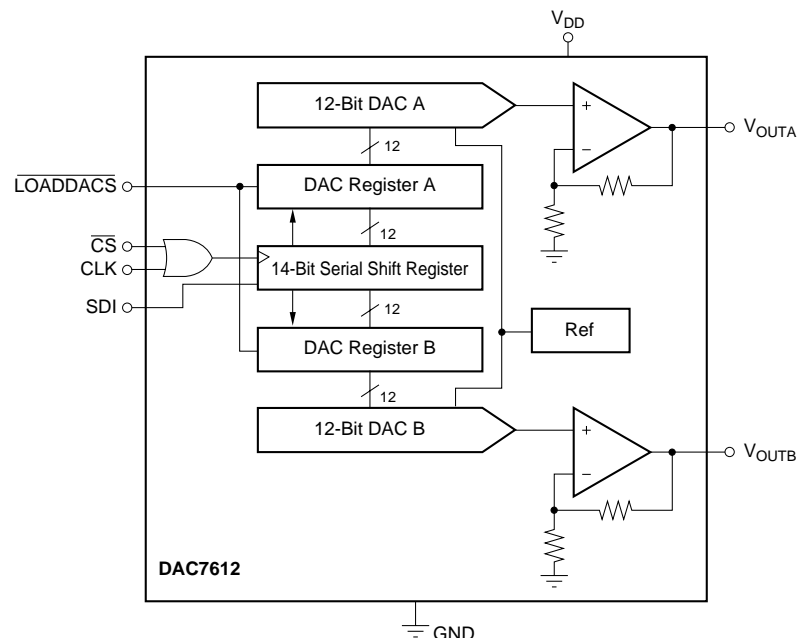 V_DD
12-Bit DAC A
+
V_OUTA
12
−
LOADDACS
DAC Register A
12
CS
CLK
14-Bit Serial Shift Register
SDI
12
Ref
DAC Register B
12
12-Bit DAC B
+
V_OUTB
−
DAC7612
GND